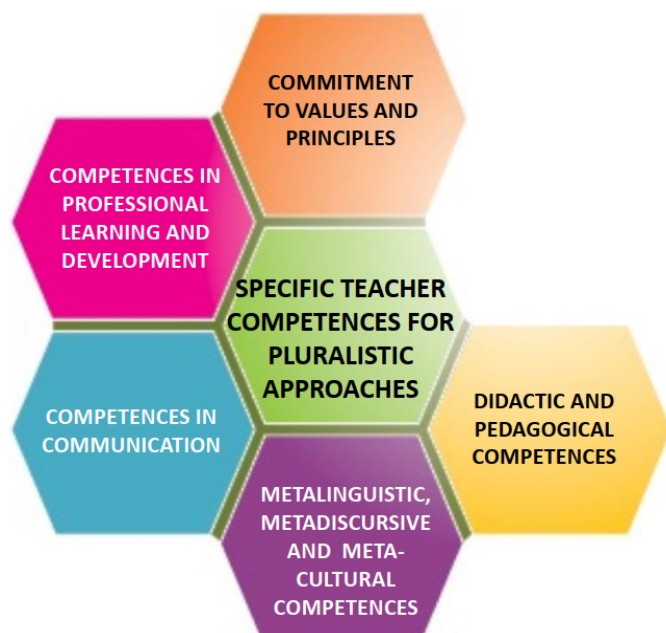 COMMITMENT
TO VALUES AND
PRINCIPLES
COMPETENCES IN
PROFESSIONAL
LEARNING AND
DEVELOPMENT
SPECIFIC TEACHER
COMPETENCES FOR
PLURALISTIC
APPROACHES
COMPETENCES IN
COMMUNICATION
DIDACTIC AND
PEDAGOGICAL
COMPETENCES
METALINGUISTIC,
METADISCURSIVE
AND META-
CULTURAL
COMPETENCES